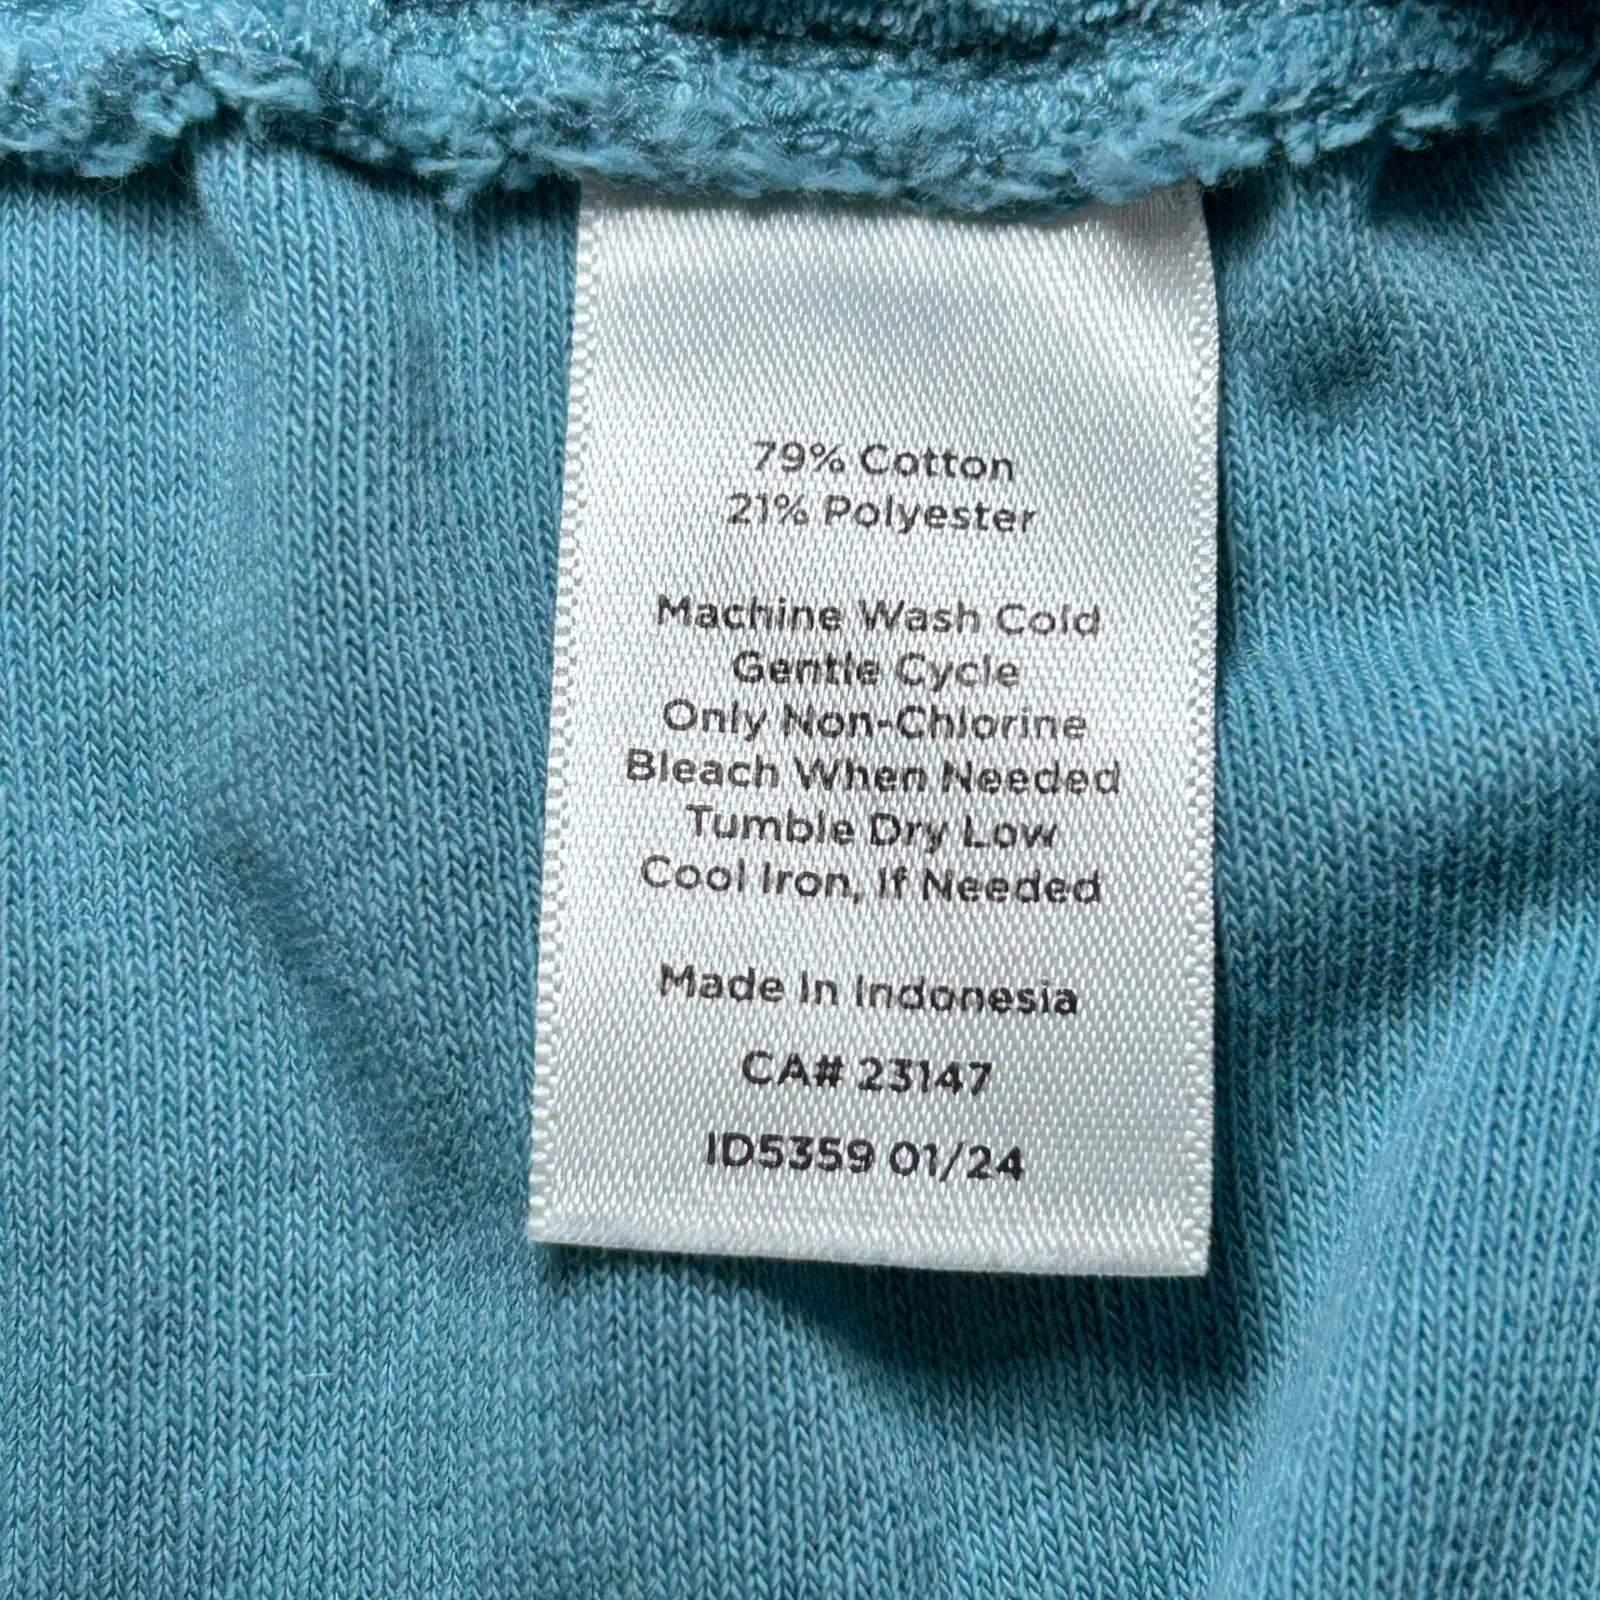 79% Cotton
21% Polyester
Machine Wash Cold
Gentle Cycle
Only Non-Chlorine
Bleach When Needed
Tumble Dry Low
Cool Iron, If Needed
Made In Indonesia
CA# 23147
ID5359 01/24